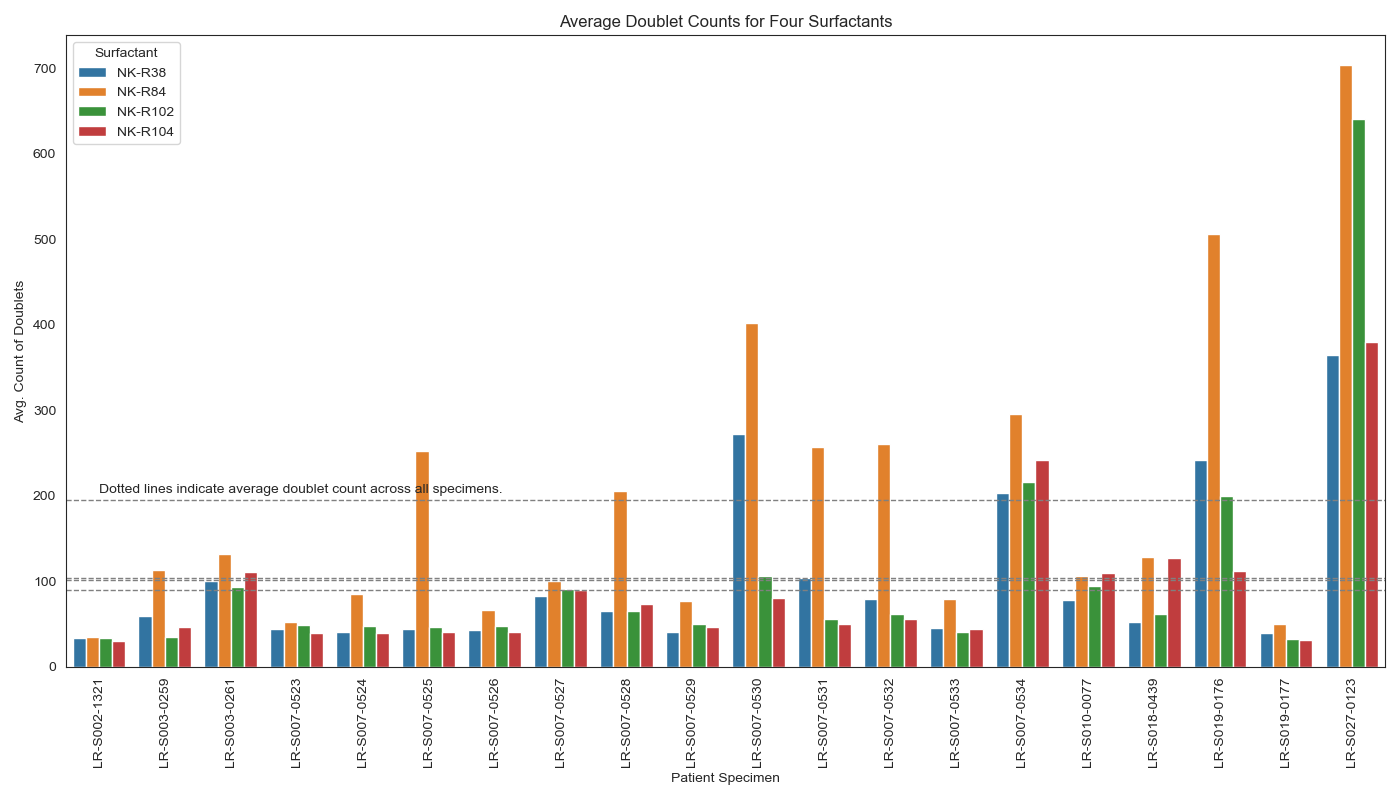 Average Doublet Counts for Four Surfactants
Surfactant
NK-R38
NK-R84
NK-R102
NK-R104
Avg. Count of Doublets
700
600
500
400
300
200
100
0
Dotted lines indicate average doublet count across all specimens.
LR-S002-1321
LR-S003-0259
LR-S003-0261
LR-S007-0523
LR-S007-0524
LR-S007-0525
LR-S007-0526
LR-S007-0527
LR-S007-0528
LR-S007-0529
LR-S007-0530
LR-S007-0531
LR-S007-0532
LR-S007-0533
LR-S007-0534
LR-S010-0077
LR-S018-0439
LR-S019-0176
LR-S019-0177
LR-S027-0123
Patient Specimen